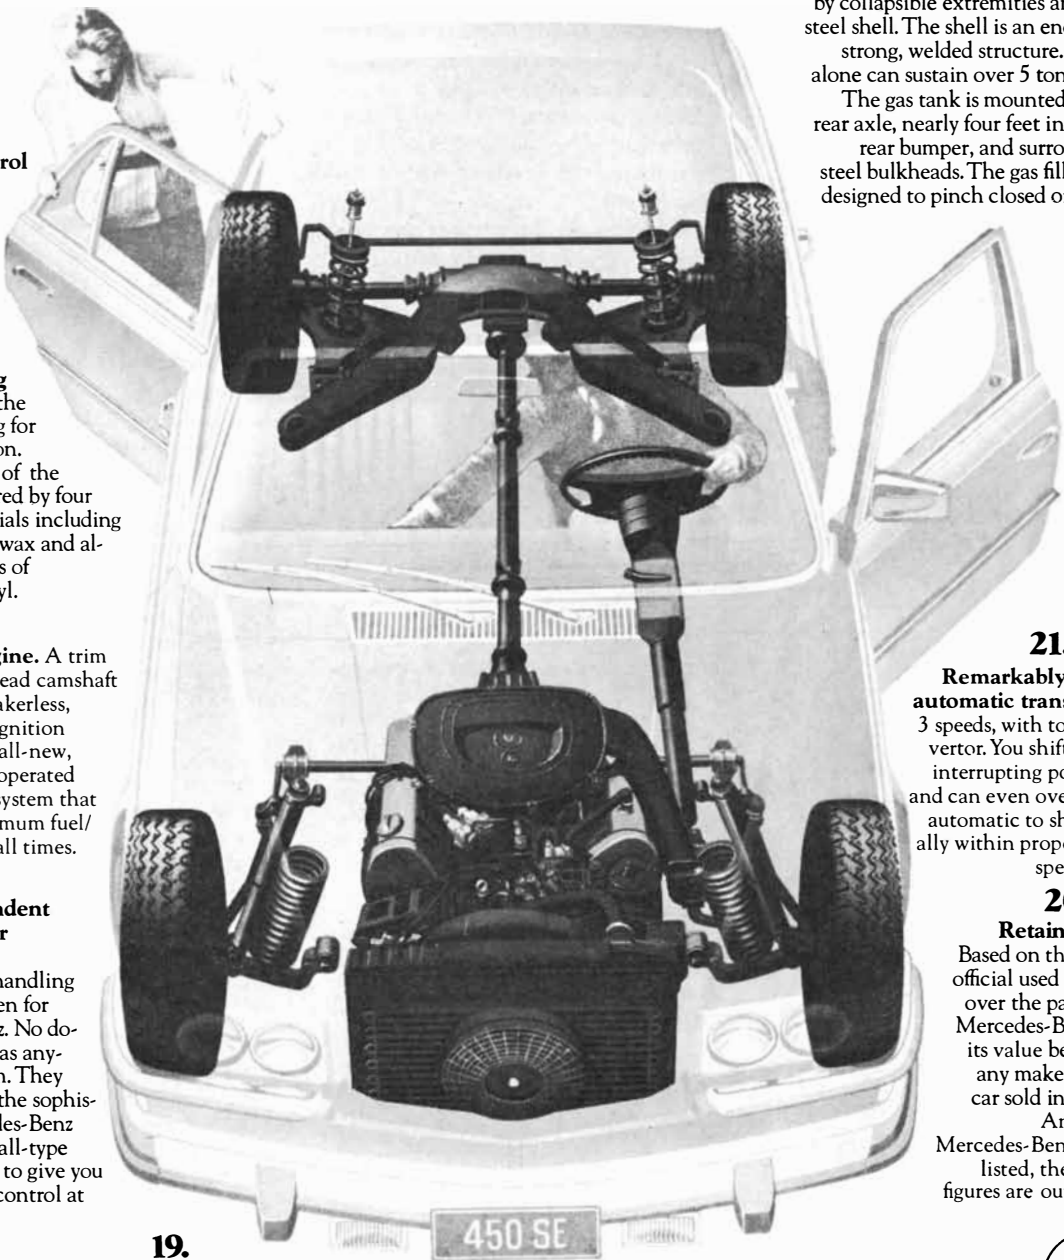 rol
g
the
g for
on.
of the
red by four
ials including
wax and al-
s of
yl.
gine. A trim
ead camshaft
akerless,
gnition
all-new,
operated
system that
mum fuel/
all times.
ndent
r
handling
en for
z. No do-
as any-
n. They
the sophis-
des-Benz
all-type
to give you
control at
19.
450 SE
by collapsible extremities a
steel shell. The shell is an en
strong, welded structure.
alone can sustain over 5 ton
The gas tank is mounted
rear axle, nearly four feet in
rear bumper, and surro
steel bulkheads. The gas fill
designed to pinch closed o
21.
Remarkably
automatic trans
3 speeds, with to
vertor. You shif
interrupting po
and can even ove
automatic to sh
ally within prop
spe
2
Retain
Based on th
official used
over the pa
Mercedes-B
its value be
any make
car sold in
A
Mercedes-Ben
listed, the
figures are ou